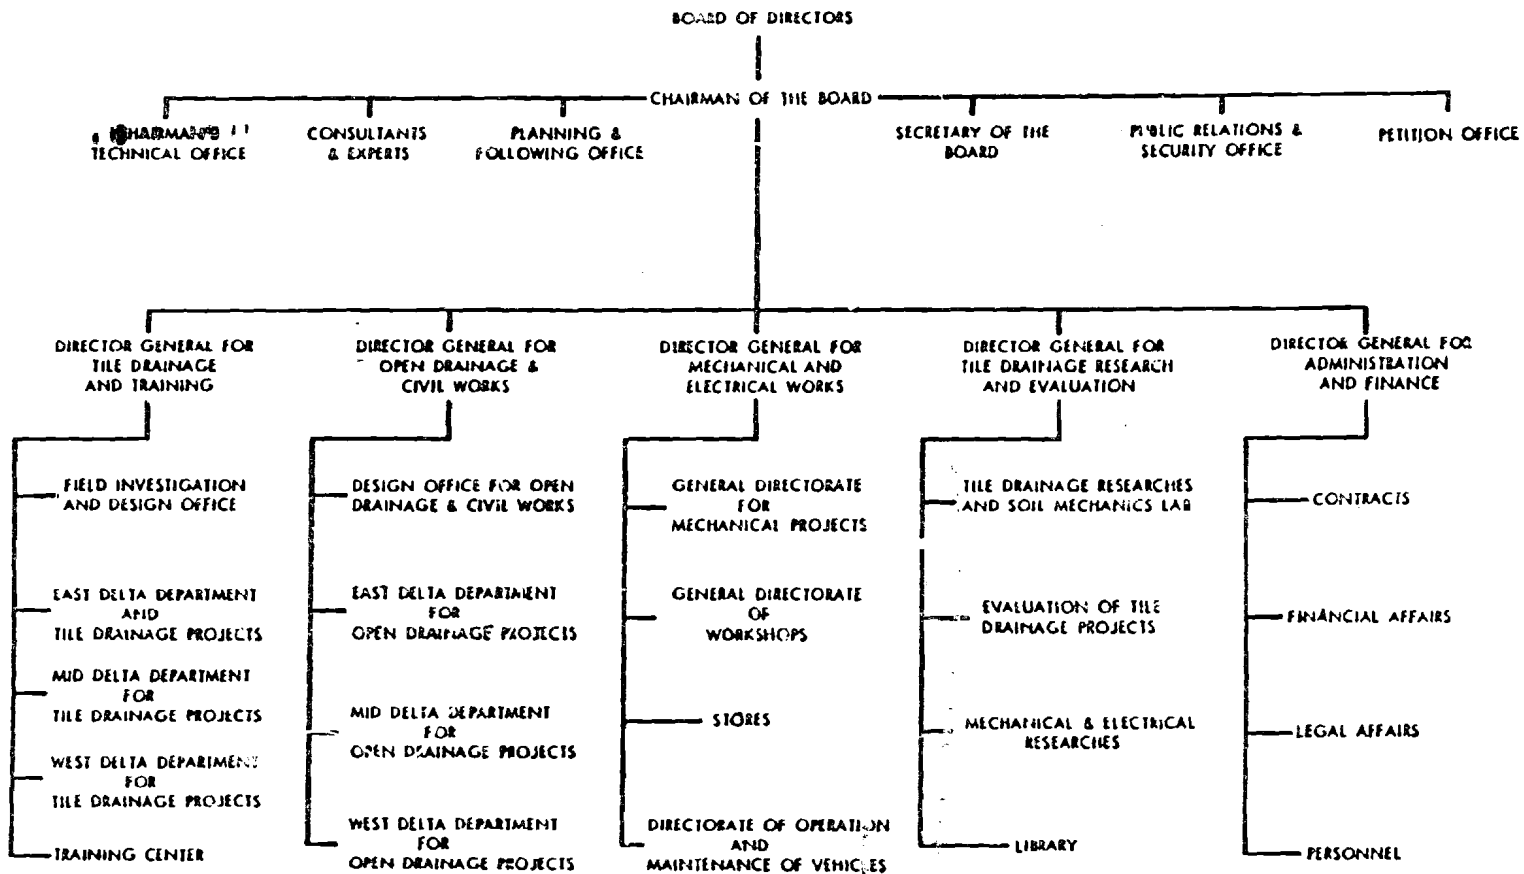 BOARD OF DIRECTORS
CHAIRMAN OF THE BOARD
CHAIRMAN'S
TECHNICAL OFFICE
CONSULTANTS
& EXPERTS
PLANNING &
FOLLOWING OFFICE
SECRETARY OF THE
BOARD
PUBLIC RELATIONS &
SECURITY OFFICE
PETITION OFFICE
DIRECTOR GENERAL FOR
TILE DRAINAGE
AND TRAINING
DIRECTOR GENERAL FOR
OPEN DRAINAGE &
CIVIL WORKS
DIRECTOR GENERAL FOR
MECHANICAL AND
ELECTRICAL WORKS
DIRECTOR GENERAL FOR
TILE DRAINAGE RESEARCH
AND EVALUATION
DIRECTOR GENERAL FOR
ADMINISTRATION
AND FINANCE
FIELD INVESTIGATION
AND DESIGN OFFICE
EAST DELTA DEPARTMENT
AND
TILE DRAINAGE PROJECTS
MID DELTA DEPARTMENT
FOR
TILE DRAINAGE PROJECTS
WEST DELTA DEPARTMENT
FOR
TILE DRAINAGE PROJECTS
TRAINING CENTER
DESIGN OFFICE FOR OPEN
DRAINAGE & CIVIL WORKS
EAST DELTA DEPARTMENT
FOR
OPEN DRAINAGE PROJECTS
MID DELTA DEPARTMENT
FOR
OPEN DRAINAGE PROJECTS
WEST DELTA DEPARTMENT
FOR
OPEN DRAINAGE PROJECTS
GENERAL DIRECTORATE
FOR
MECHANICAL PROJECTS
GENERAL DIRECTORATE
OF
WORKSHOPS
STORES
DIRECTORATE OF OPERATION
AND
MAINTENANCE OF VEHICLES
TILE DRAINAGE RESEARCHES
AND SOIL MECHANICS LAB
EVALUATION OF TILE
DRAINAGE PROJECTS
MECHANICAL & ELECTRICAL
RESEARCHES
LIBRARY
CONTRACTS
FINANCIAL AFFAIRS
LEGAL AFFAIRS
PERSONNEL